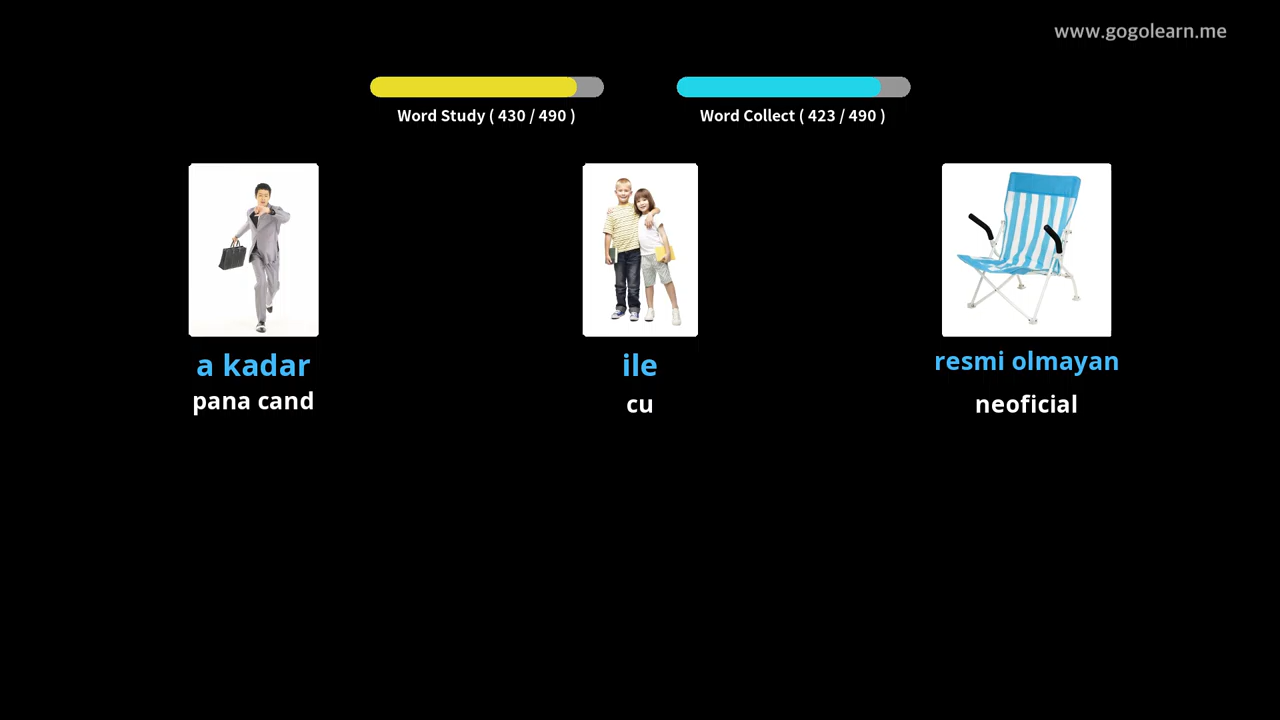 www.gogolearn.me
Word Study ( 430 / 490 )
Word Collect ( 423 / 490 )
a kadar
ile
resmi olmayan
pana cand
cu
neoficial